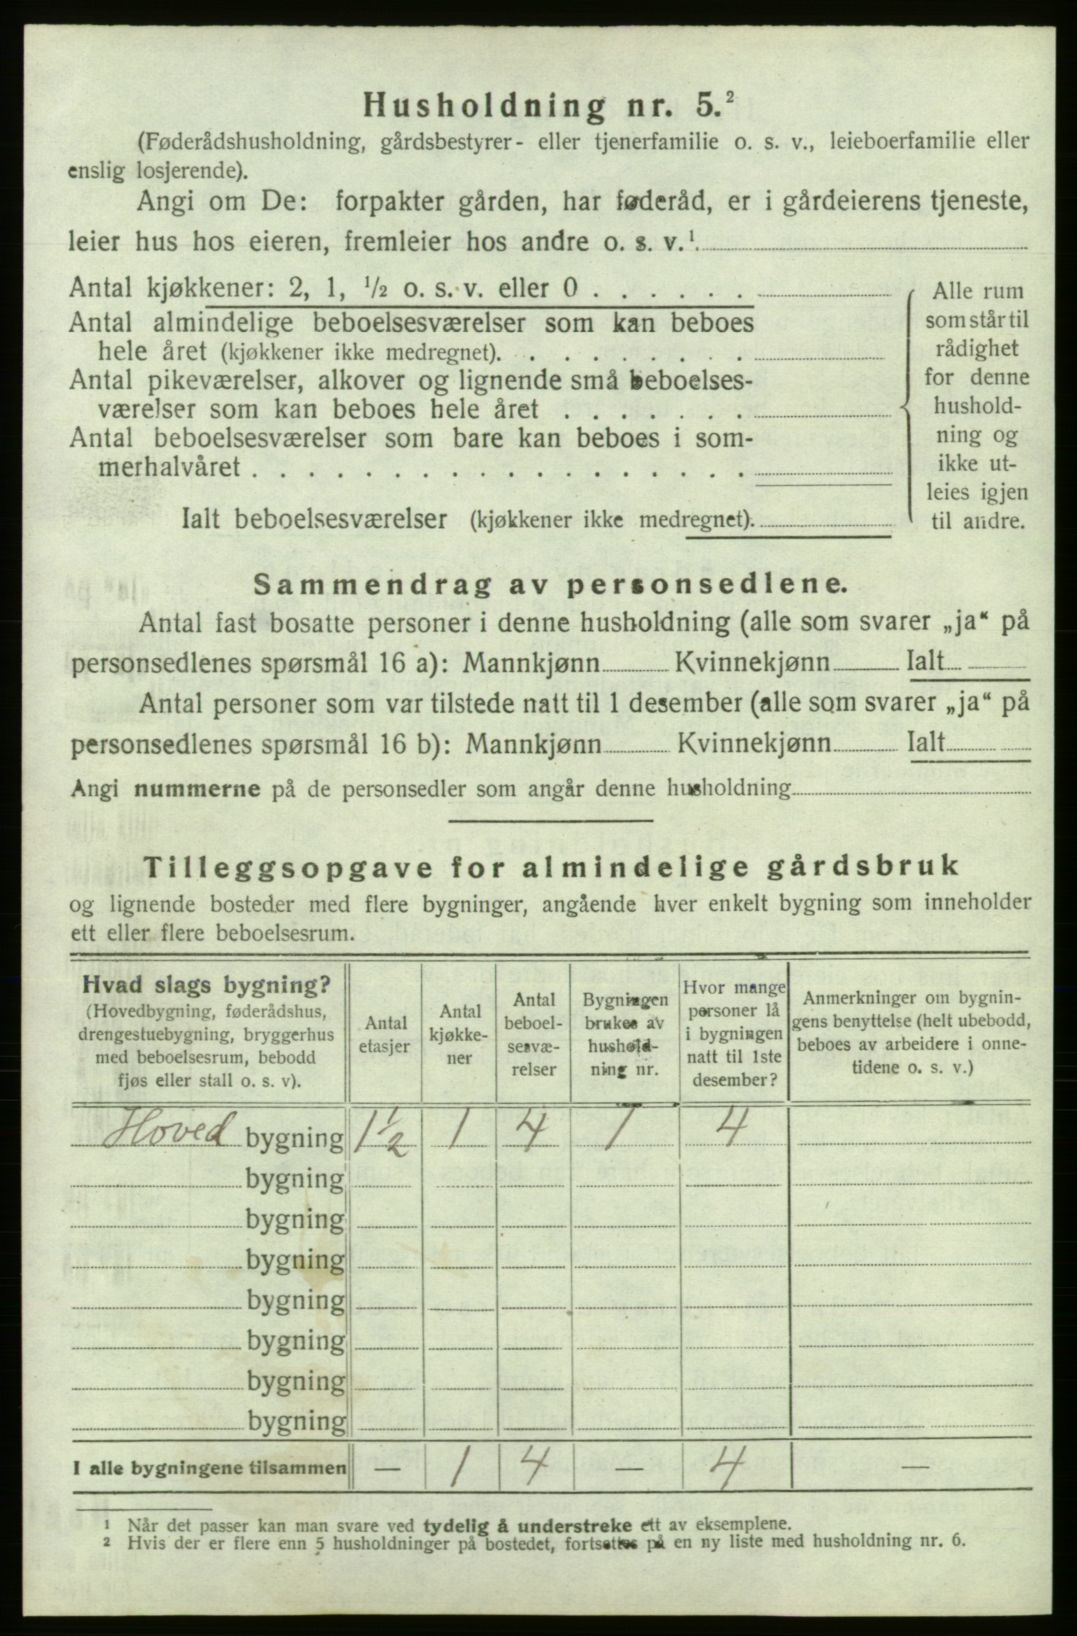 Husholdning nr. 5.²
(Føderådshusholdning, gårdsbestyrer- eller tjenerfamilie o. s. v., leieboerfamilie eller
enslig losjerende).
Angi om De: forpakter gården, har føderåd, er i gårdeierens tjeneste,
leier hus hos eieren, fremleier hos andre o. s. v.¹
Antal kjøkkener: 2, 1, ½ o. s. v. eller 0 . . . . . .
Antal almindelige beboelsesværelser som kan beboes
hele året (kjøkkener ikke medregnet). . . . . . . . .
Antal pikeværelser, alkover og lignende små beboelses-
værelser som kan beboes hele året . . . . . . .
Antal beboelsesværelser som bare kan beboes i som-
merhalvåret . . . . . . . . . . . . . . . . . .
Ialt beboelsesværelser (kjøkkener ikke medregnet).
Alle rum
som står til
rådighet
for denne
hushold-
ning og
ikke ut-
leies igjen
til andre.
Sammendrag av personsedlene.
Antal fast bosatte personer i denne husholdning (alle som svarer „ja“ på
personsedlenes spørsmål 16 a): Mannkjønn Kvinnekjønn Ialt
Antal personer som var tilstede natt til 1 desember (alle som svarer „ja“ på
personsedlenes spørsmål 16 b): Mannkjønn Kvinnekjønn Ialt
Angi nummerne på de personsedler som angår denne husholdning
Tilleggsopgave for almindelige gårdsbruk
og lignende bosteder med flere bygninger, angående hver enkelt bygning som inneholder
ett eller flere beboelsesrum.
Hvad slags bygning?
(Hovedbygning, føderådshus,
drengestuebygning, bryggerhus
med beboelsesrum, bebodd
fjøs eller stall o. s. v).
Antal
etasjer
Antal
kjøkke-
ner
Antal
beboel-
sesvæ-
relser
Bygningen
brukes av
hushold-
ning nr.
Hvor mange
personer lå
i bygningen
natt til 1ste
desember?
Anmerkninger om bygnin-
gens benyttelse (helt ubebodd,
beboes av arbeidere i onne-
tidene o. s. v.)
Hoved bygning 1½ 1 4 1 4
bygning
bygning
bygning
bygning
bygning
bygning
bygning
I alle bygningene tilsammen — 1 4 — 4 —
¹ Når det passer kan man svare ved tydelig å understreke ett av eksemplene.
² Hvis der er flere enn 5 husholdninger på bostedet, fortsettes på en ny liste med husholdning nr. 6.